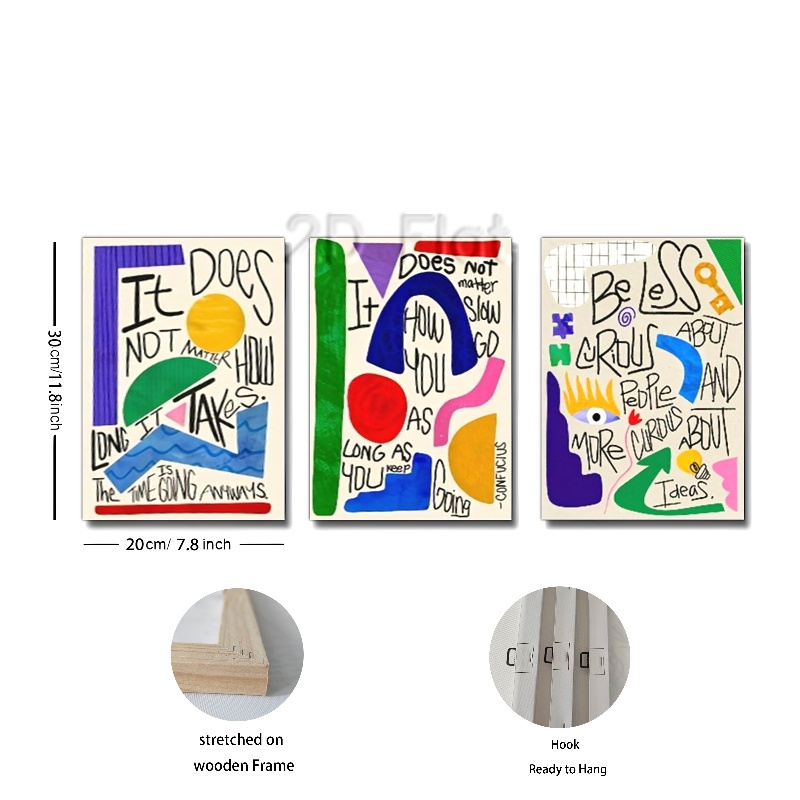 2D Flat
It DOES
NOT MATTER HOW
LONG IT TAKES.
The TIME IS GOING ANYWAYS.
It DOES NOT
matter
HOW SLOW
YOU GO
AS
LONG AS
YOU KEEP
GOING
-CONFUCIUS
Be LESS
CURIOUS ABOUT
PEOPLE AND
MORE CURIOUS ABOUT
Ideas.
30cm/11.8inch
20cm/ 7.8 inch
stretched on
wooden Frame
Hook
Ready to Hang